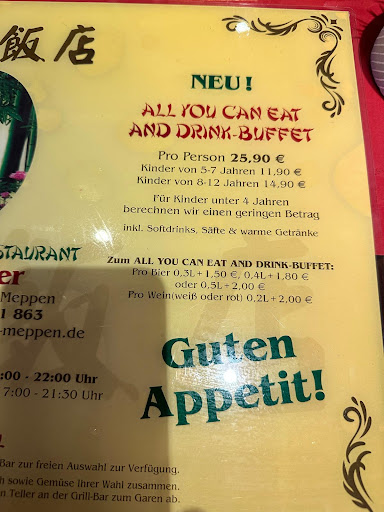 飯店
NEU!
ALL YOU CAN EAT
AND DRINK-BUFFET
Pro Person 25,90 €
Kinder von 5-7 Jahren 11,90 €
Kinder von 8-12 Jahren 14,90 €
Für Kinder unter 4 Jahren
berechnen wir einen geringen Betrag
inkl. Softdrinks, Säfte & warme Getränke
STAURANT
er
Meppen
1 863
-meppen.de
:00 - 22:00 Uhr
17:00 - 21:30 Uhr
Zum ALL YOU CAN EAT AND DRINK-BUFFET:
Pro Bier 0,3L+1,50 €, 0,4L+1,80
oder 0,5L+2,00 €
Pro Wein(weiß oder rot) 0,2L+2,00 €
Guten
Appetit!
Bar zur freien Auswahl zur Verfügung.
ch sowie Gemüse Ihrer Wahl zusammen.
n Teller an der Grill-Bar zum Garen ab.